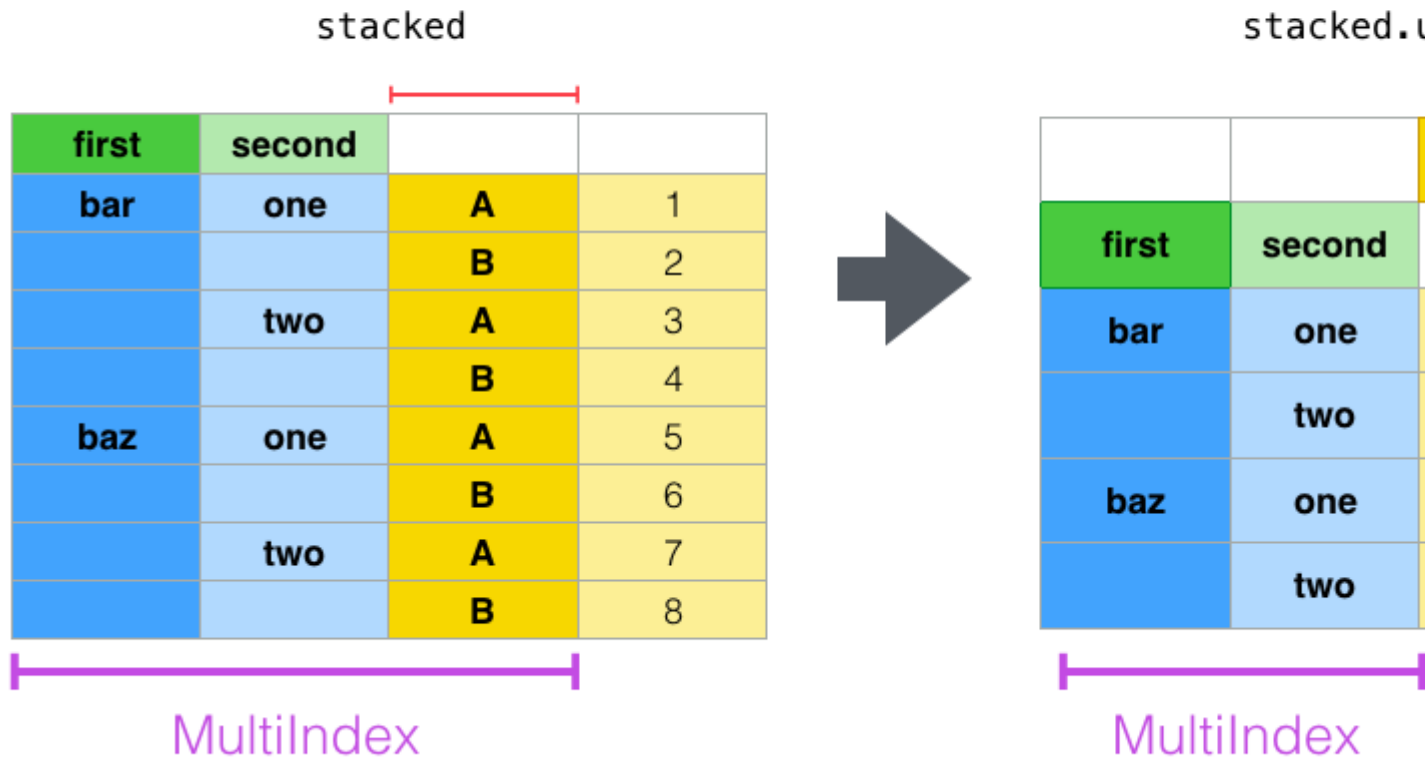 stacked
first second
bar one A 1
B 2
two A 3
B 4
baz one A 5
B 6
two A 7
B 8
MultiIndex
stacked.u
first second
bar one
two
baz one
two
MultiIndex